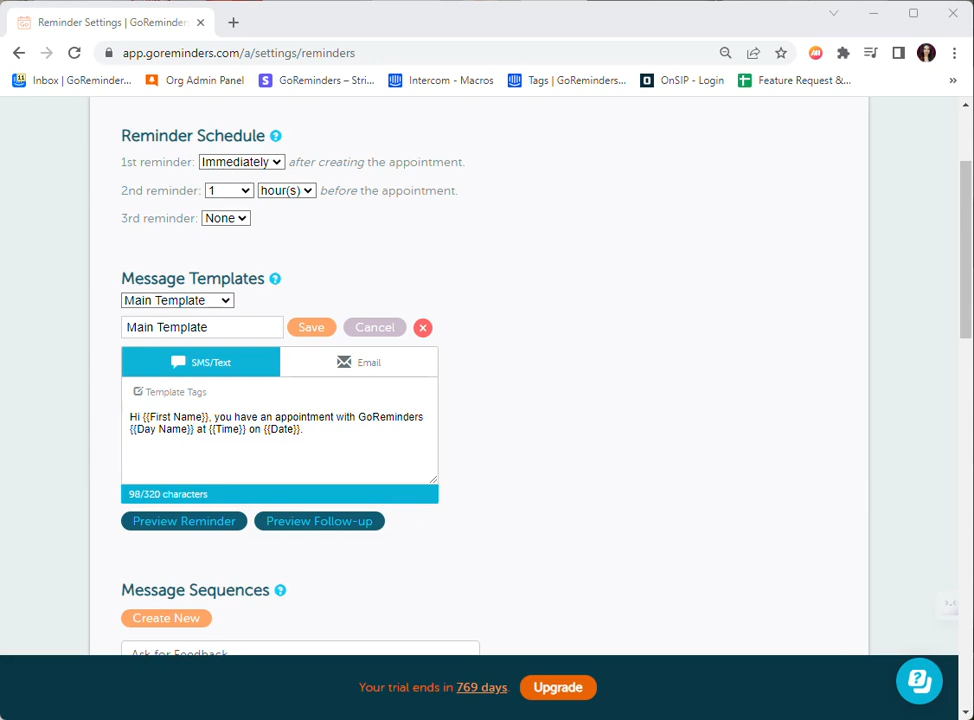 Reminder Settings | GoReminder
app.goreminders.com/a/settings/reminders
Inbox | GoReminder... Org Admin Panel GoReminders – Stri... Intercom - Macros Tags | GoReminders... OnSIP - Login Feature Request &... »
Reminder Schedule ?
1st reminder: Immediately after creating the appointment.
2nd reminder: 1 hour(s) before the appointment.
3rd reminder: None
Message Templates ?
Main Template
Main Template Save Cancel
SMS/Text Email
Template Tags
Hi {{First Name}}, you have an appointment with GoReminders
{{Day Name}} at {{Time}} on {{Date}}.
98/320 characters
Preview Reminder Preview Follow-up
Message Sequences ?
Create New
Ask for Feedback
Your trial ends in 769 days. Upgrade